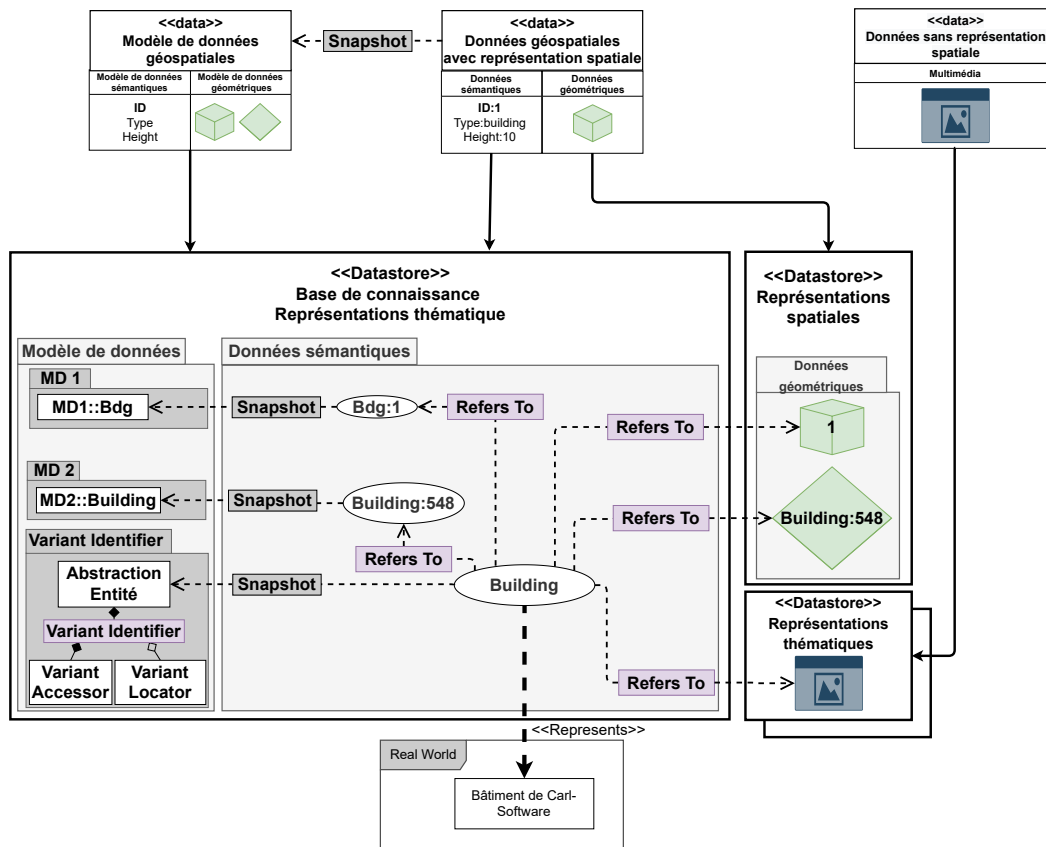 <<data>>
Modèle de données
géospatiales
Modèle de données
sémantiques
Modèle de données
géométriques
ID
Type
Height
Snapshot
<<data>>
Données géospatiales
avec représentation spatiale
Données
sémantiques
Données
géométriques
ID:1
Type:building
Height:10
<<data>>
Données sans représentation
spatiale
Multimédia
<<Datastore>>
Base de connaissance
Représentations thématique
Modèle de données
Données sémantiques
MD 1
MD1::Bdg
Snapshot
Bdg:1
Refers To
MD 2
MD2::Building
Snapshot
Building:548
Refers To
Variant Identifier
Abstraction
Entité
Snapshot
Building
Variant Identifier
Variant
Accessor
Variant
Locator
Refers To
Refers To
Refers To
<<Datastore>>
Représentations
spatiales
Données
géométriques
1
Building:548
<<Datastore>>
Représentations
thématiques
<<Represents>>
Real World
Bâtiment de Carl-
Software